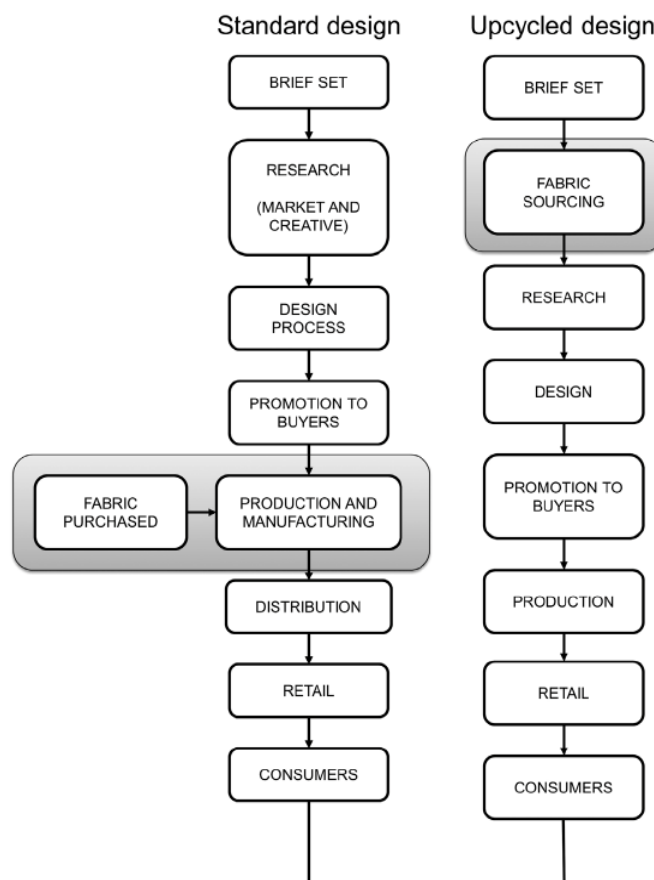 Standard design
BRIEF SET
RESEARCH
(MARKET AND
CREATIVE)
DESIGN
PROCESS
PROMOTION TO
BUYERS
FABRIC
PURCHASED
PRODUCTION AND
MANUFACTURING
DISTRIBUTION
RETAIL
CONSUMERS
Upcycled design
BRIEF SET
FABRIC
SOURCING
RESEARCH
DESIGN
PROMOTION TO
BUYERS
PRODUCTION
RETAIL
CONSUMERS